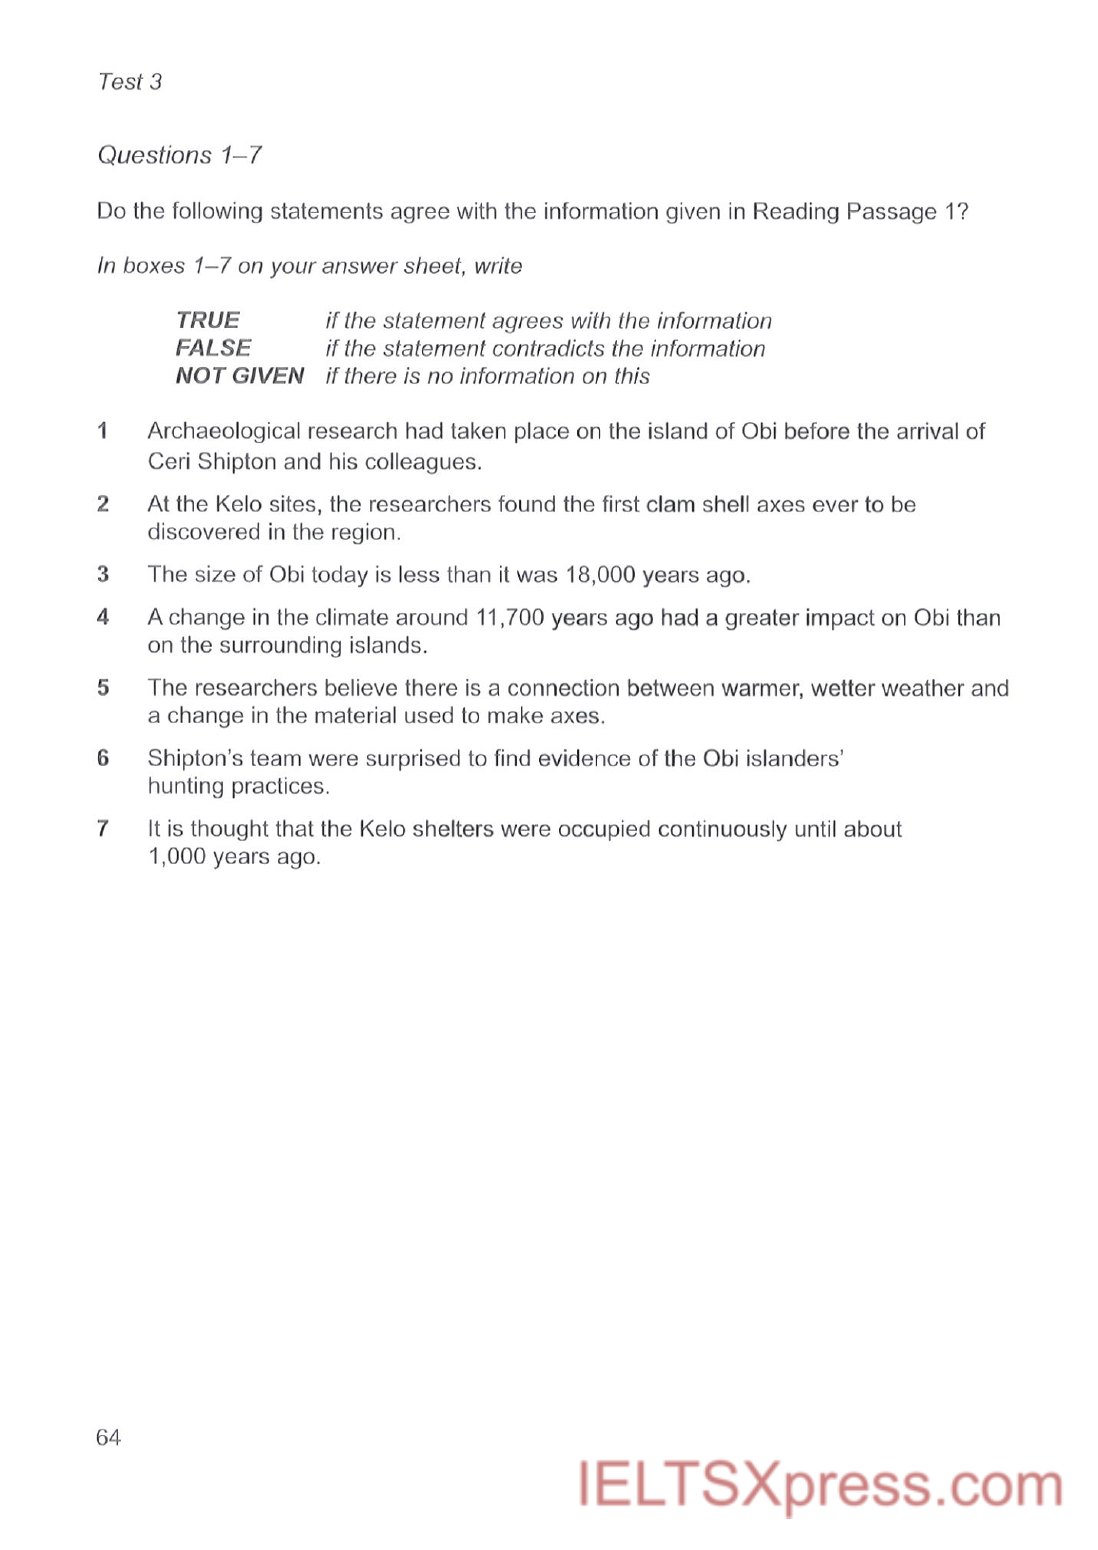 Test 3
Questions 1–7
Do the following statements agree with the information given in Reading Passage 1?
In boxes 1–7 on your answer sheet, write
TRUE if the statement agrees with the information
FALSE if the statement contradicts the information
NOT GIVEN if there is no information on this
1 Archaeological research had taken place on the island of Obi before the arrival of
Ceri Shipton and his colleagues.
2 At the Kelo sites, the researchers found the first clam shell axes ever to be
discovered in the region.
3 The size of Obi today is less than it was 18,000 years ago.
4 A change in the climate around 11,700 years ago had a greater impact on Obi than
on the surrounding islands.
5 The researchers believe there is a connection between warmer, wetter weather and
a change in the material used to make axes.
6 Shipton’s team were surprised to find evidence of the Obi islanders’
hunting practices.
7 It is thought that the Kelo shelters were occupied continuously until about
1,000 years ago.
64
IELTSXpress.com